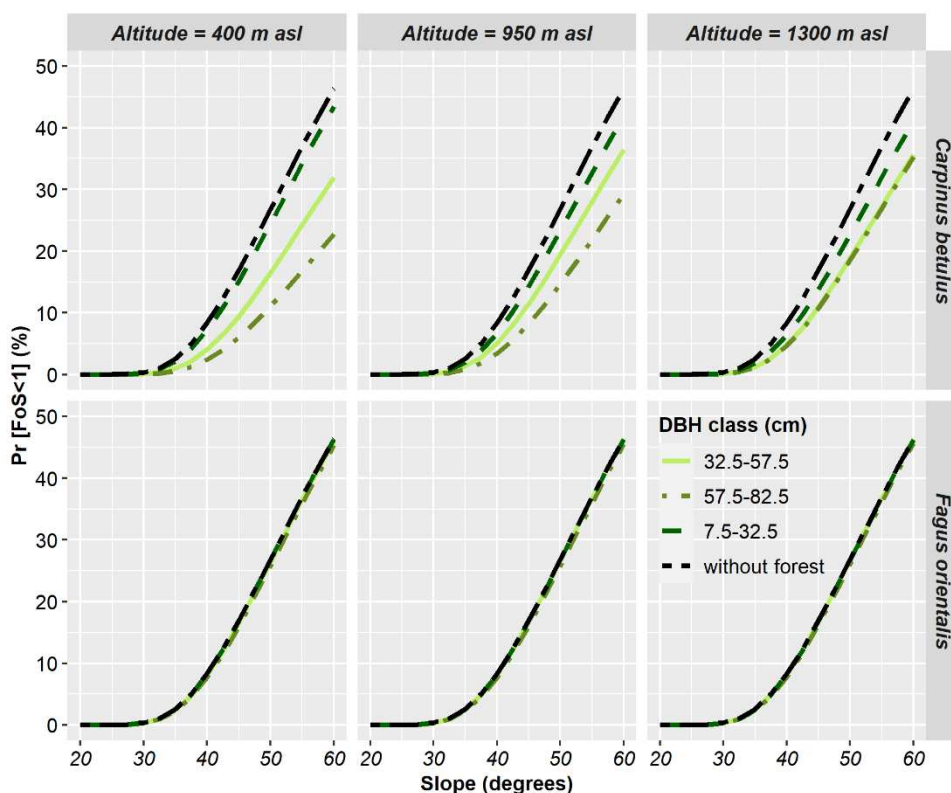 Altitude = 400 m asl
Altitude = 950 m asl
Altitude = 1300 m asl
50
40
30
20
10
0
Carpinus betulus
Pr [FoS<1] (%)
50
40
30
20
10
0
DBH class (cm)
32.5-57.5
57.5-82.5
7.5-32.5
without forest
Fagus orientalis
20 30 40 50 60 20 30 40 50 60 20 30 40 50 60
Slope (degrees)